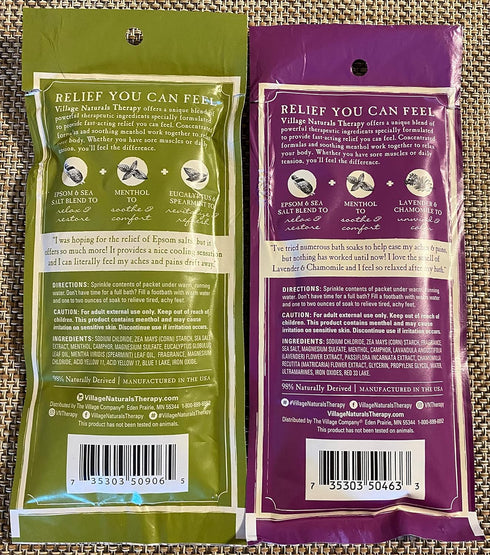 RELIEF YOU CAN FEEL
Village Naturals Therapy offers a unique blend of
powerful therapeutic ingredients specially formulated
to provide fast-acting relief you can feel. Concentrated
formulas and soothing menthol work together to relax
your body. Whether you have sore muscles or daily
tension, you'll feel the difference.
+
+
EPSOM & SEA
SALT BLEND TO
relax &
restore
MENTHOL
TO
soothe &
comfort
EUCALYPTUS &
SPEARMINT TO
revitalize &
refresh
"I was hoping for the relief of Epsom salts, but it
offers so much more! It provides a nice cooling sensation
and I can literally feel my aches and pains drift away."
DIRECTIONS: Sprinkle contents of packet under warm, running
water. Don't have time for a full bath? Fill a footbath with warm water
and one to two ounces of soak to relieve tired, achy feet.
CAUTION: For adult external use only. Keep out of reach of
children. This product contains menthol and may cause
irritation on sensitive skin. Discontinue use if irritation occurs.
INGREDIENTS: SODIUM CHLORIDE, ZEA MAYS (CORN) STARCH, SEA SALT,
EXTRACT, MENTHOL, CAMPHOR, MAGNESIUM SULFATE, EUCALYPTUS GLOBULUS
LEAF OIL, MENTHA VIRIDIS (SPEARMINT) LEAF OIL, FRAGRANCE, MAGNESIUM
CHLORIDE, ACID YELLOW 17, BLUE 1 LAKE, IRON OXIDE.
98% Naturally Derived | MANUFACTURED IN THE USA
VillageNaturalsTherapy.com
#VillageNaturalsTherapy VNTherapy
Distributed by The Village Company® Eden Prairie, MN 55344 1-800-899-
This product has not been tested on animals.
7 35303 50906 5
RELIEF YOU CAN FEEL
Village Naturals Therapy offers a unique blend of
powerful therapeutic ingredients specially formulated
to provide fast-acting relief you can feel. Concentrated
formulas and soothing menthol work together to relax
your body. Whether you have sore muscles or daily
tension, you'll feel the difference.
+
+
EPSOM & SEA
SALT BLEND TO
relax &
restore
MENTHOL
TO
soothe &
comfort
LAVENDER &
CHAMOMILE TO
unwind &
calm
"I've tried numerous bath soaks to help ease my aches & pains,
but nothing has worked until now! I love the smell of
Lavender & Chamomile and I feel so relaxed after my bath."
DIRECTIONS: Sprinkle contents of packet under warm, running
water. Don't have time for a full bath? Fill a footbath with warm water
and one to two ounces of soak to relieve tired, achy feet.
CAUTION: For adult external use only. Keep out of reach of
children. This product contains menthol and may cause
irritation on sensitive skin. Discontinue use if irritation occurs.
INGREDIENTS: SODIUM CHLORIDE, ZEA MAYS (CORN) STARCH, FRAGRANCE,
SEA SALT, MAGNESIUM SULFATE, MENTHOL, CAMPHOR, LAVANDULA ANGUSTIFOLIA
(LAVENDER) FLOWER EXTRACT, PASSIFLORA INCARNATA EXTRACT, CHAMOMILLA
RECUTITA (MATRICARIA) FLOWER EXTRACT, GLYCERIN, PROPYLENE GLYCOL, WATER,
ULTRAMARINES, IRON OXIDES, RED 33 LAKE.
98% Naturally Derived | MANUFACTURED IN THE USA
VillageNaturalsTherapy.com
#VillageNaturalsTherapy VNTherapy
Distributed by The Village Company® Eden Prairie, MN 55344 1-800-899-
This product has not been tested on animals.
7 35303 50463 3